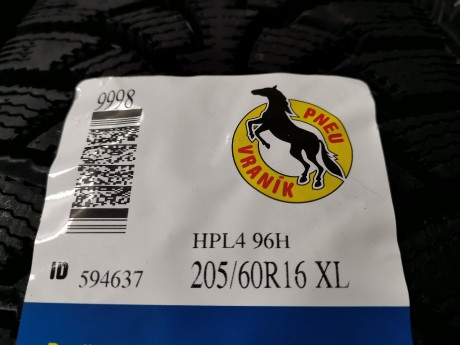 9998
PNEU
VRANÍK
HPL4 96H
ID 594637
205/60R16 XL